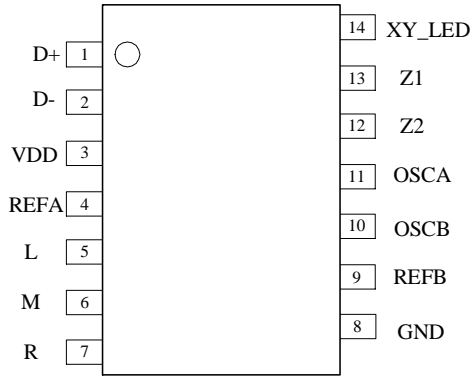 D+ 1
D- 2
VDD 3
REFA 4
L 5
M 6
R 7
14 XY_LED
13 Z1
12 Z2
11 OSCA
10 OSCB
9 REFB
8 GND